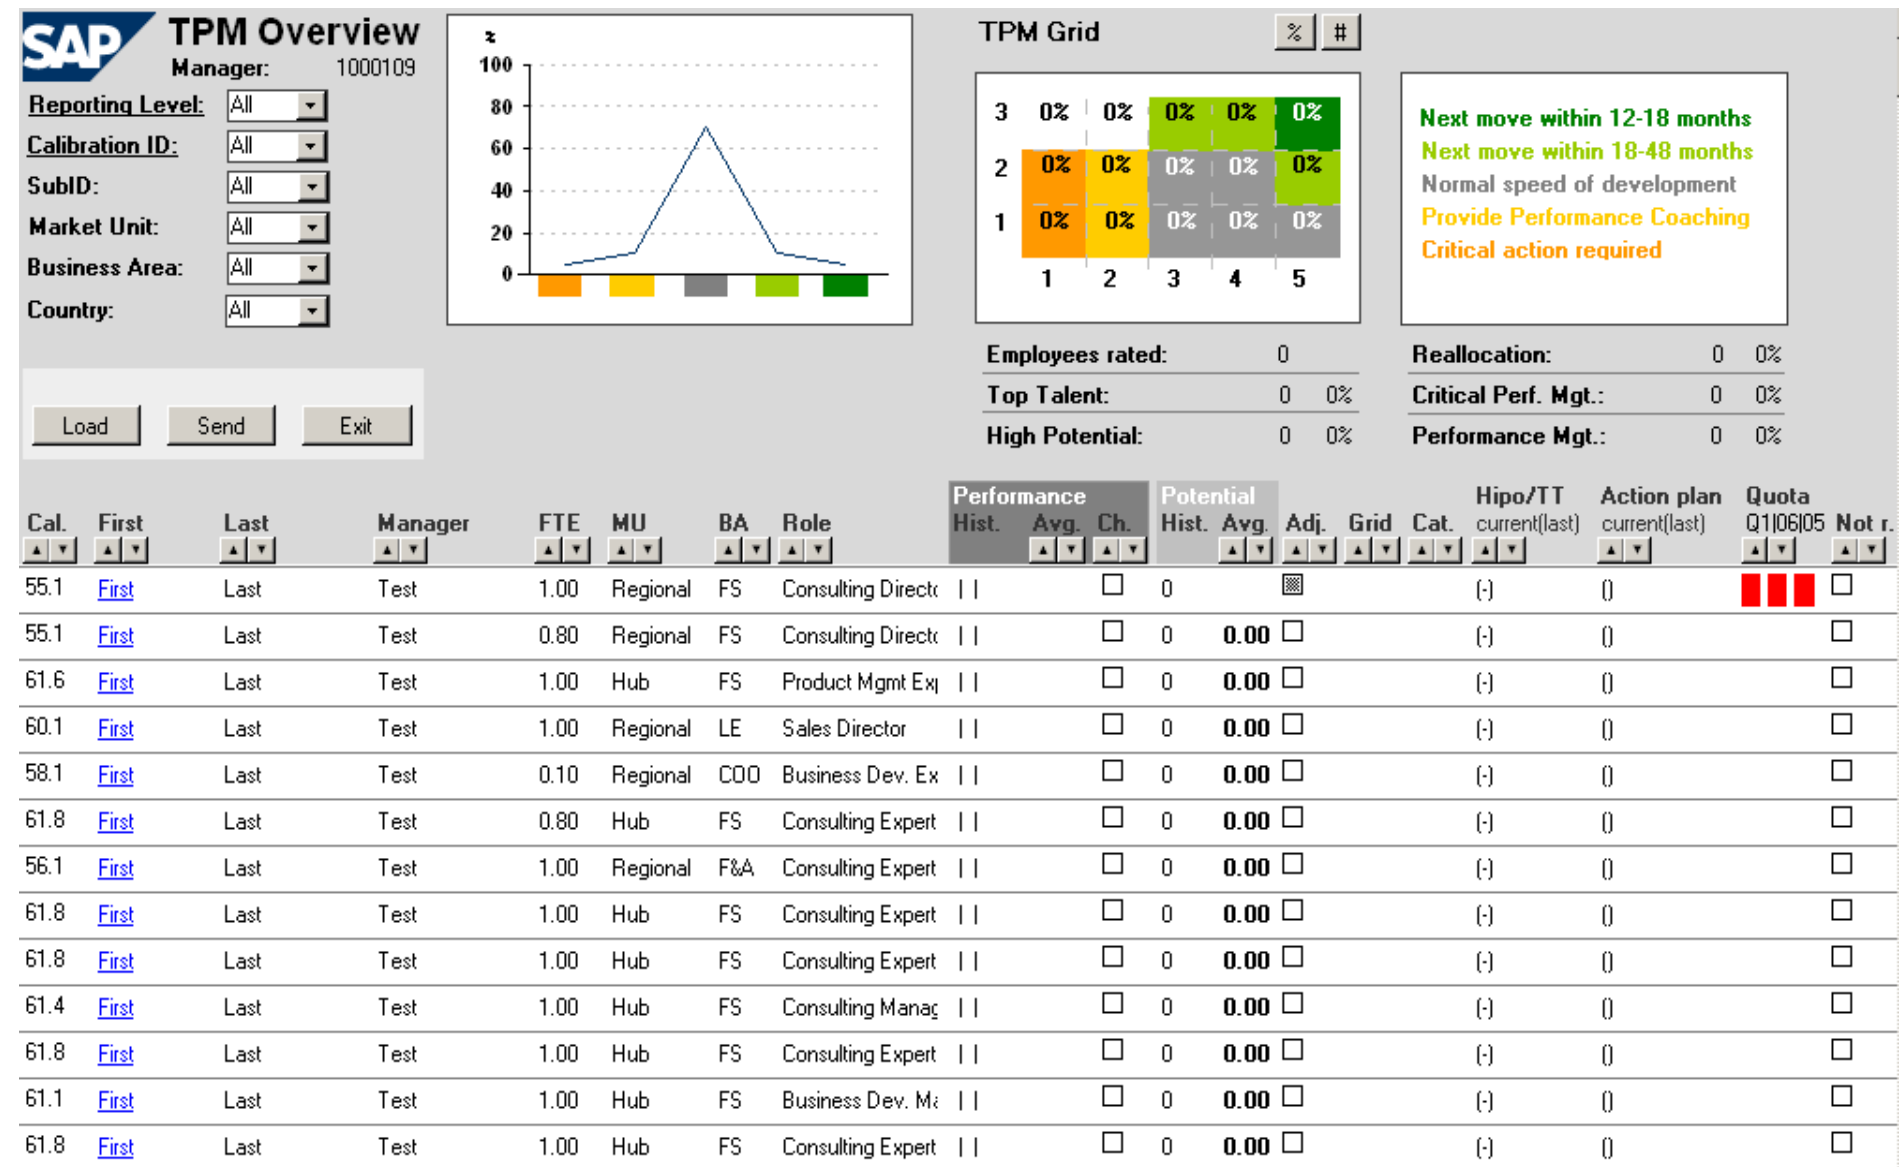 SAP
TPM Overview
Manager: 1000109
Reporting Level: All
Calibration ID: All
SubID: All
Market Unit: All
Business Area: All
Country: All
Load Send Exit
%
100
80
60
40
20
0
TPM Grid % #
3 0% 0% 0% 0% 0%
2 0% 0% 0% 0% 0%
1 0% 0% 0% 0% 0%
1 2 3 4 5
Next move within 12-18 months
Next move within 18-48 months
Normal speed of development
Provide Performance Coaching
Critical action required
Employees rated: 0
Top Talent: 0 0%
High Potential: 0 0%
Reallocation: 0 0%
Critical Perf. Mgt.: 0 0%
Performance Mgt.: 0 0%
Performance Potential Hipo/TT Action plan Quota
Cal. First Last Manager FTE MU BA Role Hist. Avg. Ch. Hist. Avg. Adj. Grid Cat. current(last) current(last) Q1|06|05 Not r.
55.1 First Last Test 1.00 Regional FS Consulting Directo | | 0 (-) ()
55.1 First Last Test 0.80 Regional FS Consulting Directo | | 0 0.00 (-) ()
61.6 First Last Test 1.00 Hub FS Product Mgmt Exp | | 0 0.00 (-) ()
60.1 First Last Test 1.00 Regional LE Sales Director | | 0 0.00 (-) ()
58.1 First Last Test 0.10 Regional COO Business Dev. Ex | | 0 0.00 (-) ()
61.8 First Last Test 0.80 Hub FS Consulting Expert | | 0 0.00 (-) ()
56.1 First Last Test 1.00 Regional F&A Consulting Expert | | 0 0.00 (-) ()
61.8 First Last Test 1.00 Hub FS Consulting Expert | | 0 0.00 (-) ()
61.8 First Last Test 1.00 Hub FS Consulting Expert | | 0 0.00 (-) ()
61.4 First Last Test 1.00 Hub FS Consulting Manag | | 0 0.00 (-) ()
61.8 First Last Test 1.00 Hub FS Consulting Expert | | 0 0.00 (-) ()
61.1 First Last Test 1.00 Hub FS Business Dev. Ma | | 0 0.00 (-) ()
61.8 First Last Test 1.00 Hub FS Consulting Expert | | 0 0.00 (-) ()